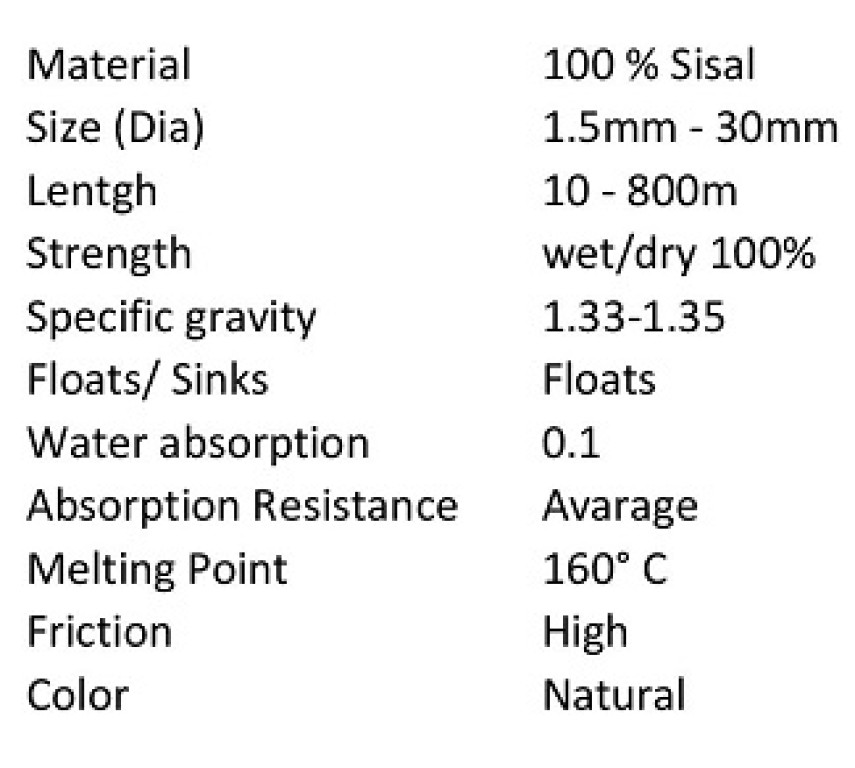 Material 100 % Sisal
Size (Dia) 1.5mm - 30mm
Lentgh 10 - 800m
Strength wet/dry 100%
Specific gravity 1.33-1.35
Floats/ Sinks Floats
Water absorption 0.1
Absorption Resistance Avarage
Melting Point 160° C
Friction High
Color Natural